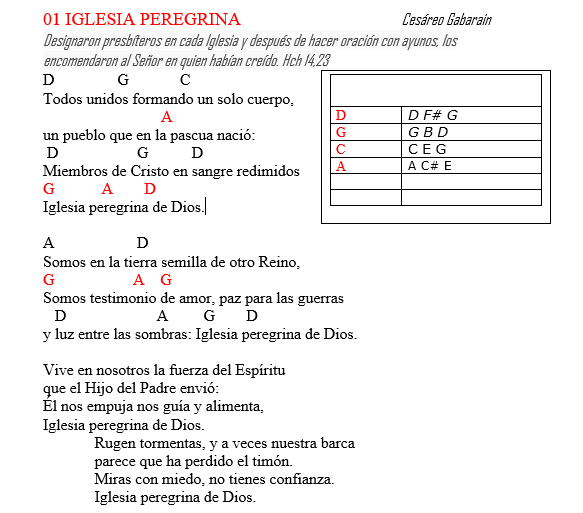 01 IGLESIA PEREGRINA Cesáreo Gabarain
Designaron presbíteros en cada Iglesia y después de hacer oración con ayunos, los
encomendaron al Señor en quien habían creído. Hch 14,23
D G C
Todos unidos formando un solo cuerpo,
A
un pueblo que en la pascua nació:
D G D
Miembros de Cristo en sangre redimidos
G A D
Iglesia peregrina de Dios.
D D F# G
G G B D
C C E G
A A C# E
A D
Somos en la tierra semilla de otro Reino,
G A G
Somos testimonio de amor, paz para las guerras
D A G D
y luz entre las sombras: Iglesia peregrina de Dios.
Vive en nosotros la fuerza del Espíritu
que el Hijo del Padre envió:
Él nos empuja nos guía y alimenta,
Iglesia peregrina de Dios.
Rugen tormentas, y a veces nuestra barca
parece que ha perdido el timón.
Miras con miedo, no tienes confianza.
Iglesia peregrina de Dios.